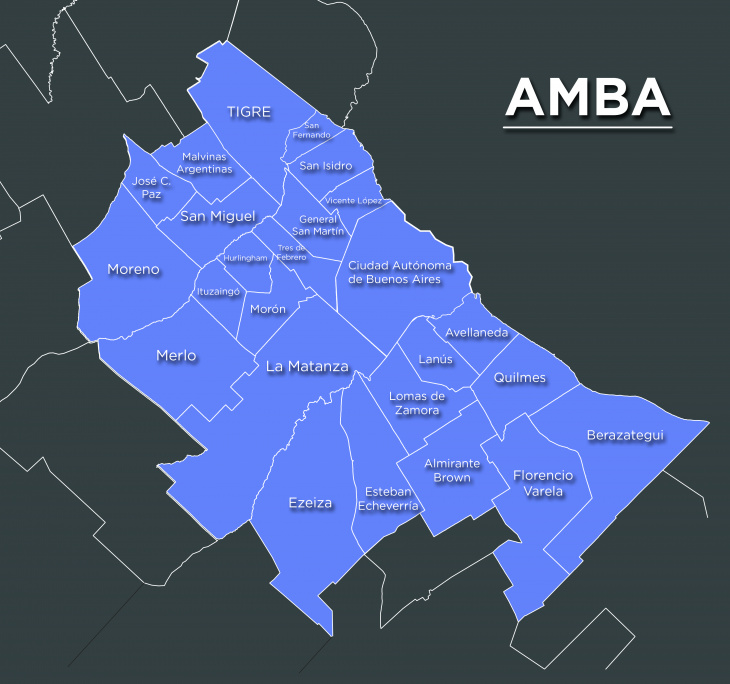 AMBA
TIGRE
San
Fernando
Malvinas
Argentinas
San Isidro
José C.
Paz
Vicente López
San Miguel
General
San Martín
Tres de
Febrero
Hurlingham
Moreno
Ciudad Autónoma
de Buenos Aires
Ituzaingó
Morón
Avellaneda
Merlo
Lanús
La Matanza
Quilmes
Lomas de
Zamora
Berazategui
Almirante
Brown
Florencio
Varela
Ezeiza
Esteban
Echeverría